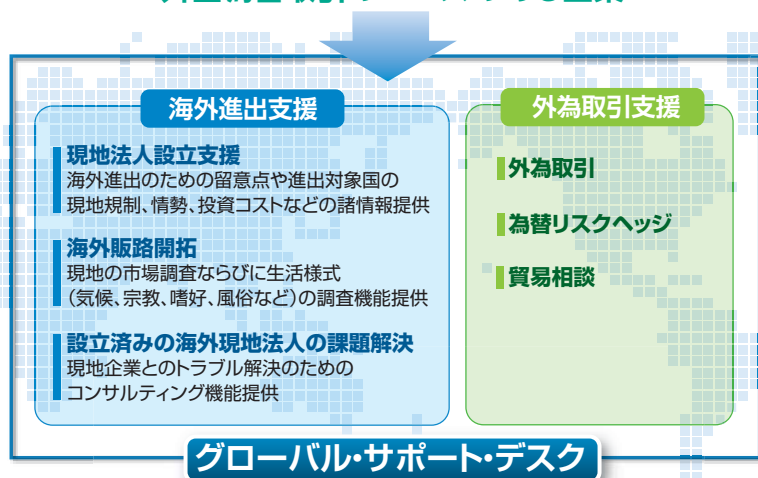 海外進出支援
現地法人設立支援
海外進出のための留意点や進出対象国の
現地規制、情勢、投資コストなどの諸情報提供
海外販路開拓
現地の市場調査ならびに生活様式
（気候、宗教、嗜好、風俗など）の調査機能提供
設立済みの海外現地法人の課題解決
現地企業とのトラブル解決のための
コンサルティング機能提供
外為取引支援
外為取引
為替リスクヘッジ
貿易相談
グローバル・サポート・デスク